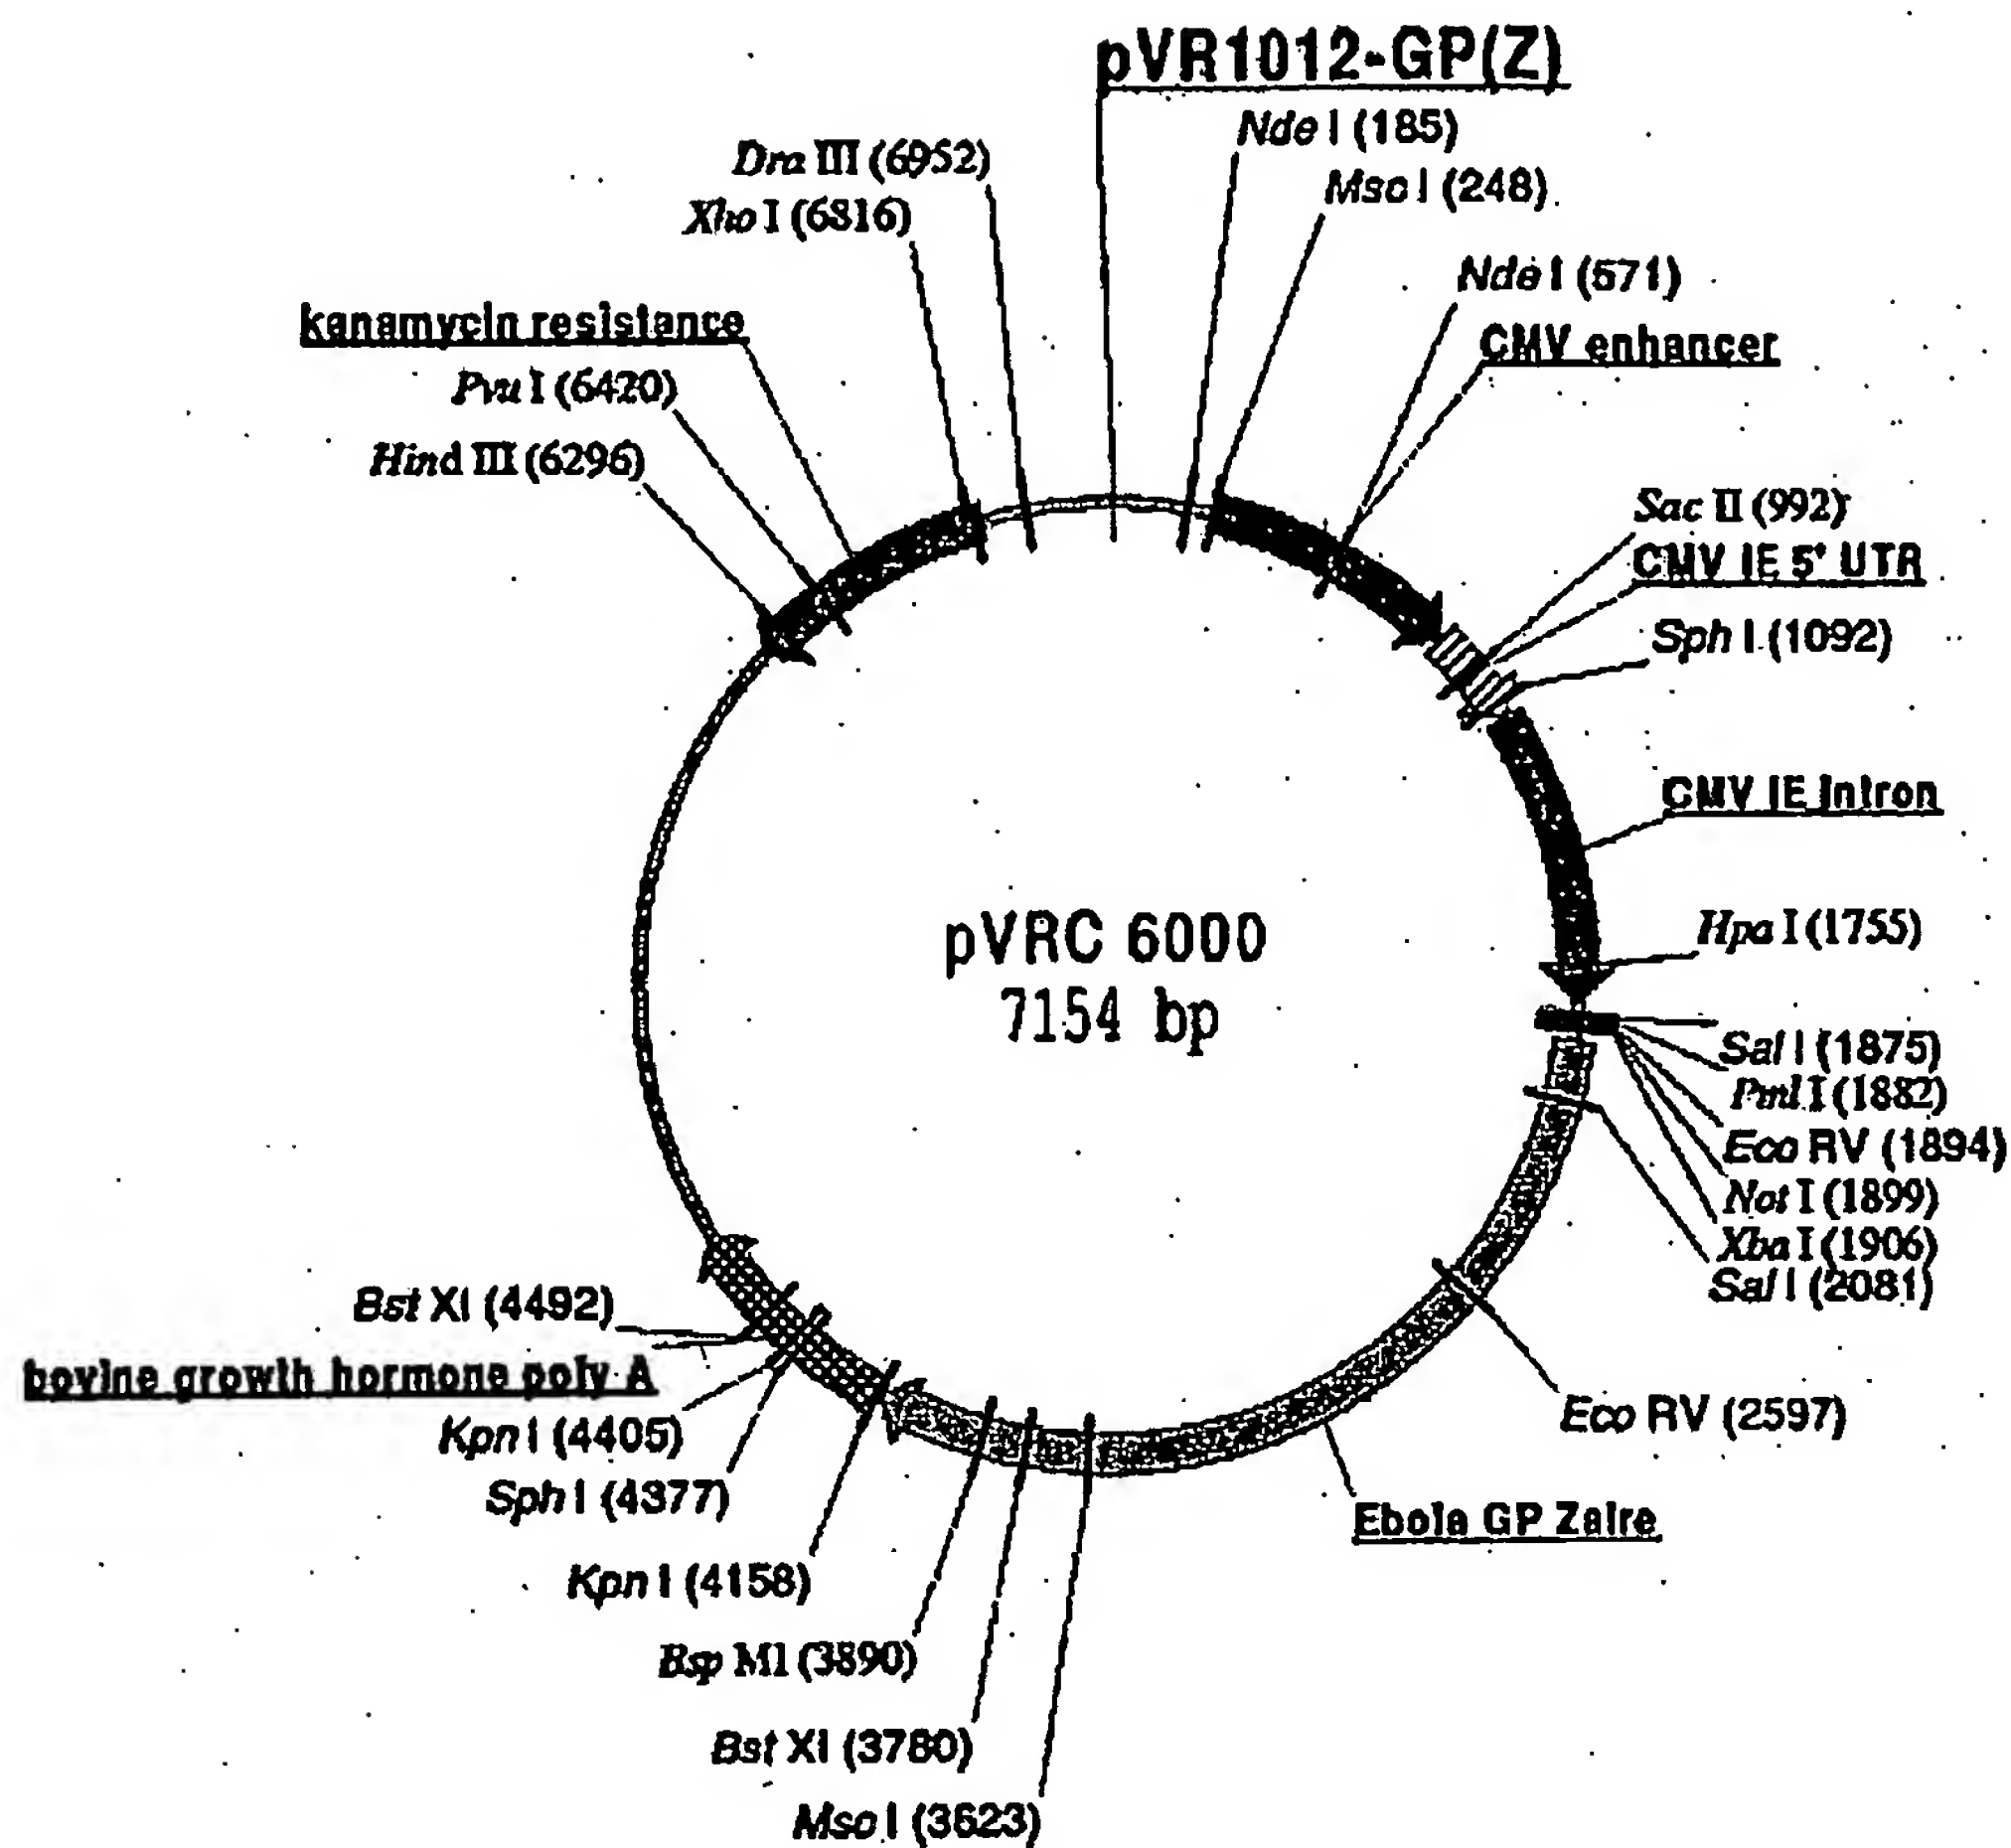 pVR1012-GP(Z)
Nde I (185)
Msc I (248)
Dra III (6952)
Xho I (6816)
Nde I (571)
CMV enhancer
kanamycin resistance
Pvu I (6420)
Hind III (6296)
Sac II (992)
CMV IE 5' UTR
Sph I (1092)
CMV IE Intron
Hpa I (1755)
pVRC 6000
7154 bp
Sal I (1875)
Pml I (1882)
Eco RV (1894)
Not I (1899)
Xba I (1906)
Sal I (2081)
Bst XI (4492)
bovine growth hormone poly A
Kpn I (4405)
Eco RV (2597)
Sph I (4377)
Ebola GP Zaire
Kpn I (4158)
Bsp MI (3890)
Bst XI (3780)
Msc I (3623)